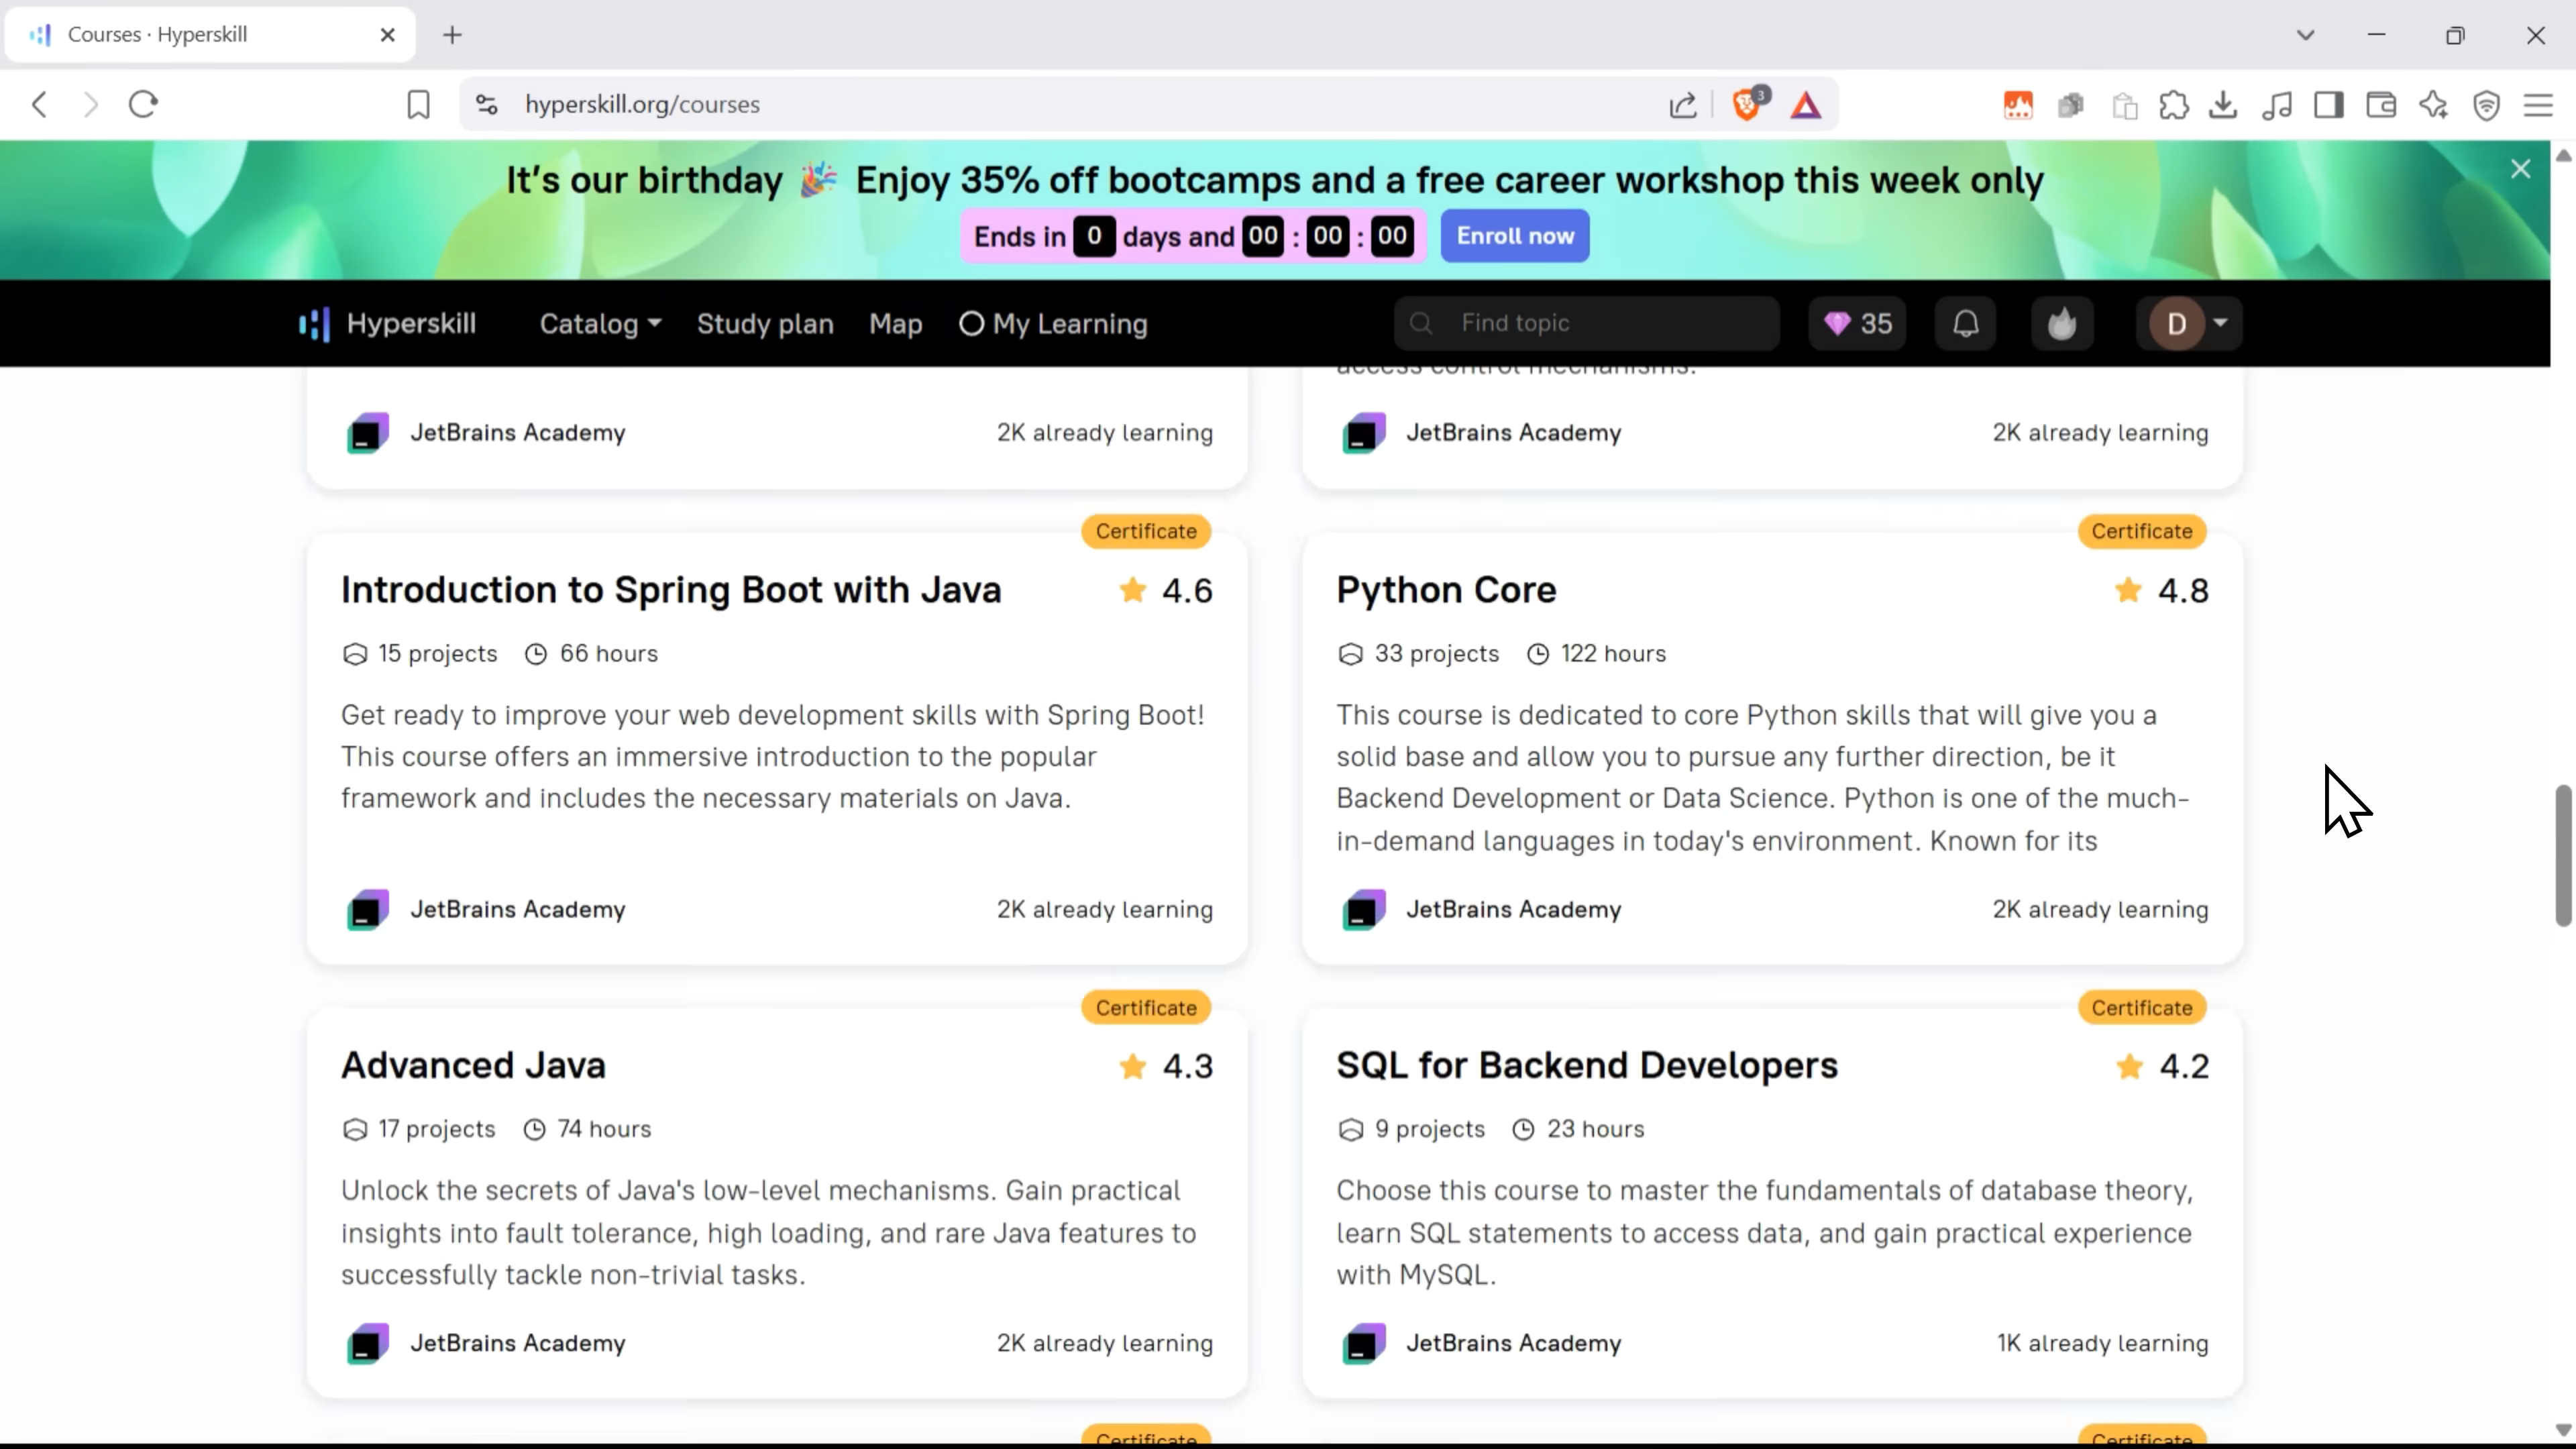 Courses · Hyperskill
hyperskill.org/courses
3
It's our birthday 🎉 Enjoy 35% off bootcamps and a free career workshop this week only
Ends in 0 days and 00 : 00 : 00 Enroll now
Hyperskill Catalog Study plan Map My Learning Find topic 35 D
access control mechanisms.
JetBrains Academy 2K already learning
JetBrains Academy 2K already learning
Certificate
Introduction to Spring Boot with Java 4.6
15 projects 66 hours
Get ready to improve your web development skills with Spring Boot!
This course offers an immersive introduction to the popular
framework and includes the necessary materials on Java.
JetBrains Academy 2K already learning
Certificate
Python Core 4.8
33 projects 122 hours
This course is dedicated to core Python skills that will give you a
solid base and allow you to pursue any further direction, be it
Backend Development or Data Science. Python is one of the much-
in-demand languages in today's environment. Known for its
JetBrains Academy 2K already learning
Certificate
Advanced Java 4.3
17 projects 74 hours
Unlock the secrets of Java's low-level mechanisms. Gain practical
insights into fault tolerance, high loading, and rare Java features to
successfully tackle non-trivial tasks.
JetBrains Academy 2K already learning
Certificate
SQL for Backend Developers 4.2
9 projects 23 hours
Choose this course to master the fundamentals of database theory,
learn SQL statements to access data, and gain practical experience
with MySQL.
JetBrains Academy 1K already learning
Certificate
Certificate